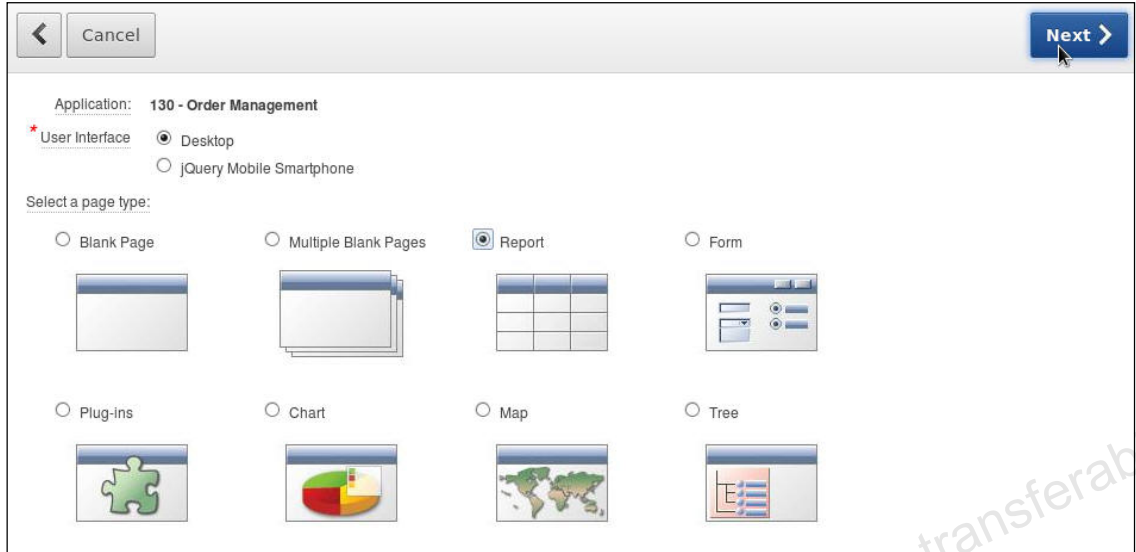 Cancel
Next
Application: 130 - Order Management
* User Interface Desktop
jQuery Mobile Smartphone
Select a page type:
Blank Page Multiple Blank Pages Report Form
Plug-ins Chart Map Tree